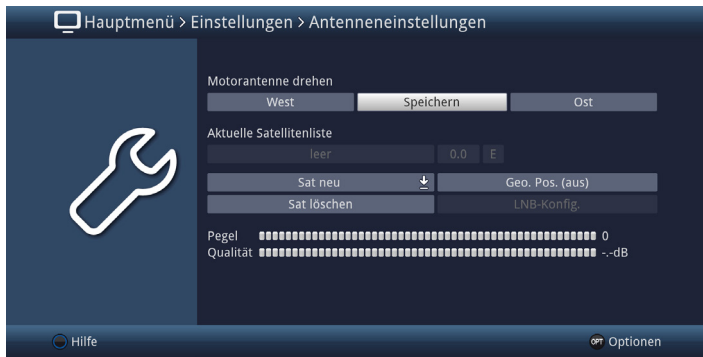 Hauptmenü > Einstellungen > Antenneneinstellungen
Motorantenne drehen
West Speichern Ost
Aktuelle Satellitenliste
leer 0.0 E
Sat neu Geo. Pos. (aus)
Sat löschen LNB-Konfig.
Pegel 0
Qualität -.-dB
Hilfe OPT Optionen